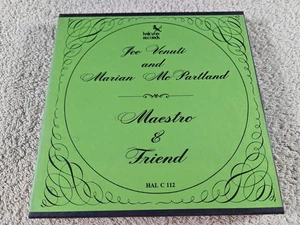 halcyon
records
Joe Venuti
and
Marian McPartland
Maestro
&
Friend
HAL C 112